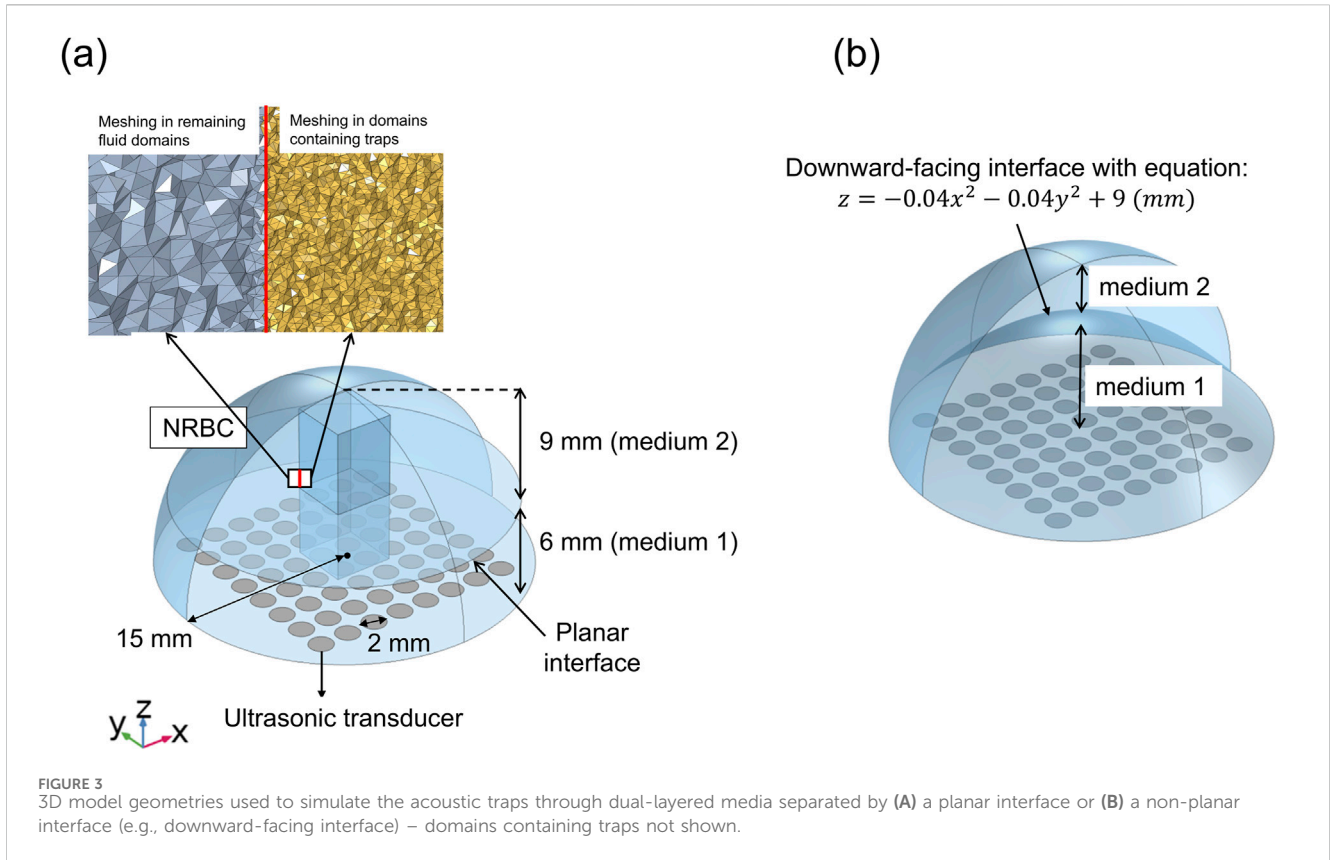 (a)
Meshing in remaining
fluid domains
Meshing in domains
containing traps
NRBC
9 mm (medium 2)
6 mm (medium 1)
15 mm
2 mm
Planar
interface
Ultrasonic transducer
y z x
(b)
Downward-facing interface with equation:
z = −0.04x² − 0.04y² + 9 (mm)
medium 2
medium 1
FIGURE 3
3D model geometries used to simulate the acoustic traps through dual-layered media separated by (A) a planar interface or (B) a non-planar
interface (e.g., downward-facing interface) – domains containing traps not shown.